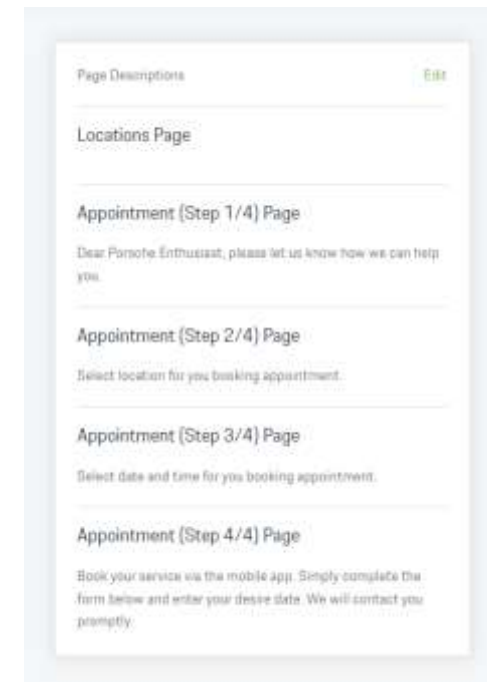 Page Descriptions Edit
Locations Page
Appointment (Step 1/4) Page
Dear Porsche Enthusiast, please let us know how we can help
you.
Appointment (Step 2/4) Page
Select location for you booking appointment.
Appointment (Step 3/4) Page
Select date and time for you booking appointment.
Appointment (Step 4/4) Page
Book your service via the mobile app. Simply complete the
form below and enter your desire date. We will contact you
promptly.